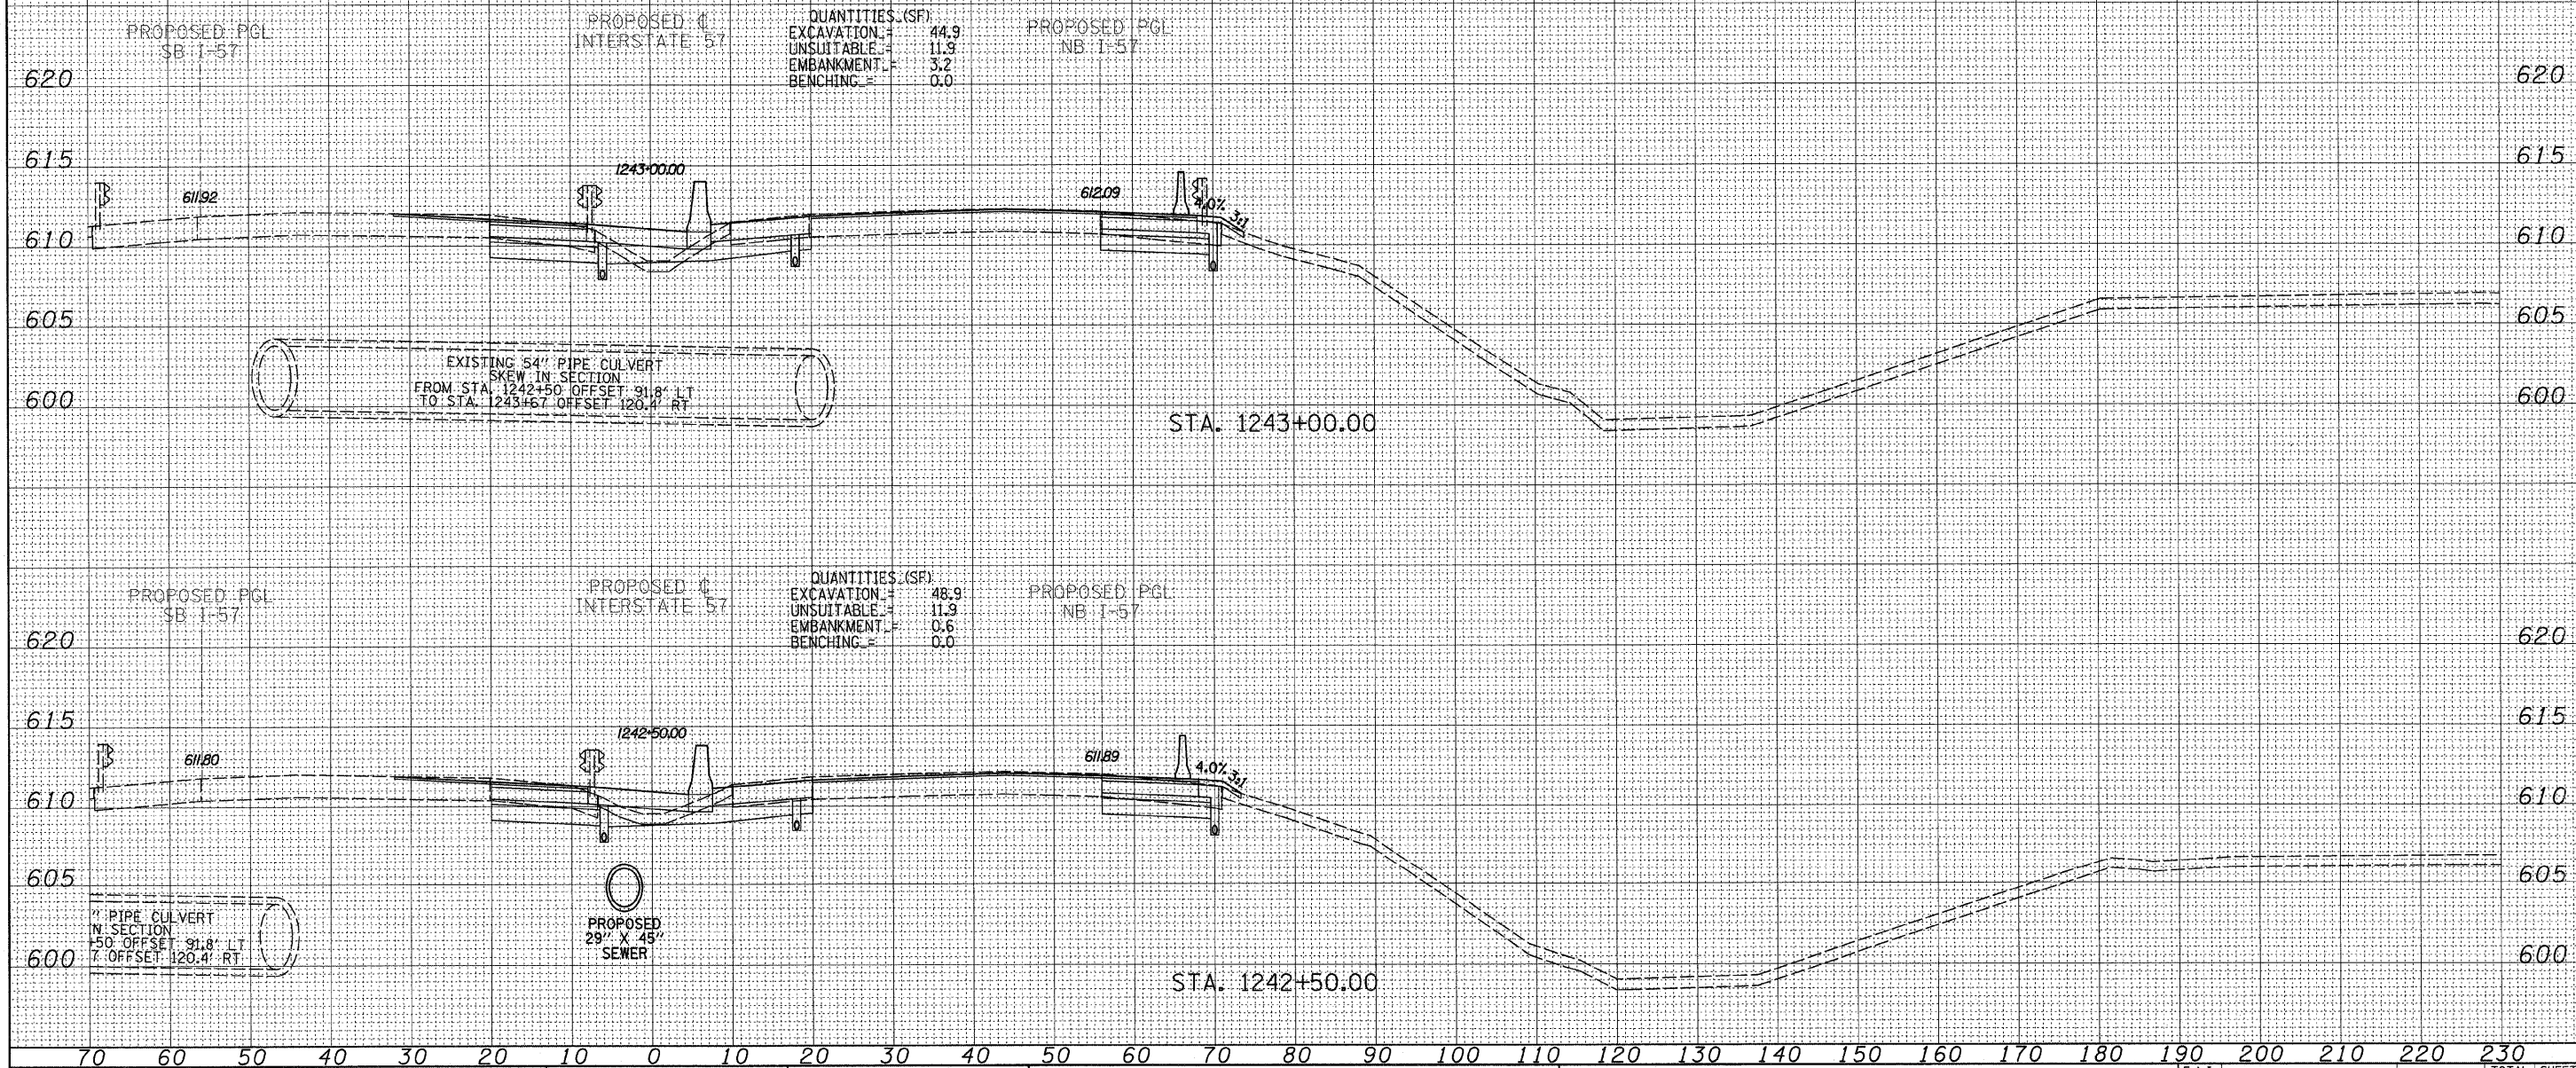 PROPOSED PGL
SB I-57
PROPOSED ℄
INTERSTATE 57
QUANTITIES (SF)
EXCAVATION = 44.9
UNSUITABLE = 11.9
EMBANKMENT = 3.2
BENCHING = 0.0
PROPOSED PGL
NB I-57
620 620
615 615
610 610
605 605
600 600
611.92
1243+00.00
612.09
4.0% 3:1
EXISTING 54" PIPE CULVERT
SKEW IN SECTION
FROM STA. 1242+50 OFFSET 91.8' LT
TO STA. 1243+67 OFFSET 120.4' RT
STA. 1243+00.00
PROPOSED PGL
SB I-57
PROPOSED ℄
INTERSTATE 57
QUANTITIES (SF)
EXCAVATION = 48.9
UNSUITABLE = 11.9
EMBANKMENT = 0.6
BENCHING = 0.0
PROPOSED PGL
NB I-57
620 620
615 615
610 610
605 605
600 600
611.80
1242+50.00
611.89
4.0% 3:1
" PIPE CULVERT
N SECTION
+50 OFFSET 91.8' LT
7 OFFSET 120.4' RT
PROPOSED
29" X 45"
SEWER
STA. 1242+50.00
70 60 50 40 30 20 10 0 10 20 30 40 50 60 70 80 90 100 110 120 130 140 150 160 170 180 190 200 210 220 230